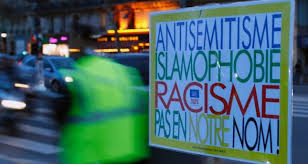 ANTISÉMITISME
ISLAMOPHOBIE
RACISME
PAS EN NOTRE NOM!